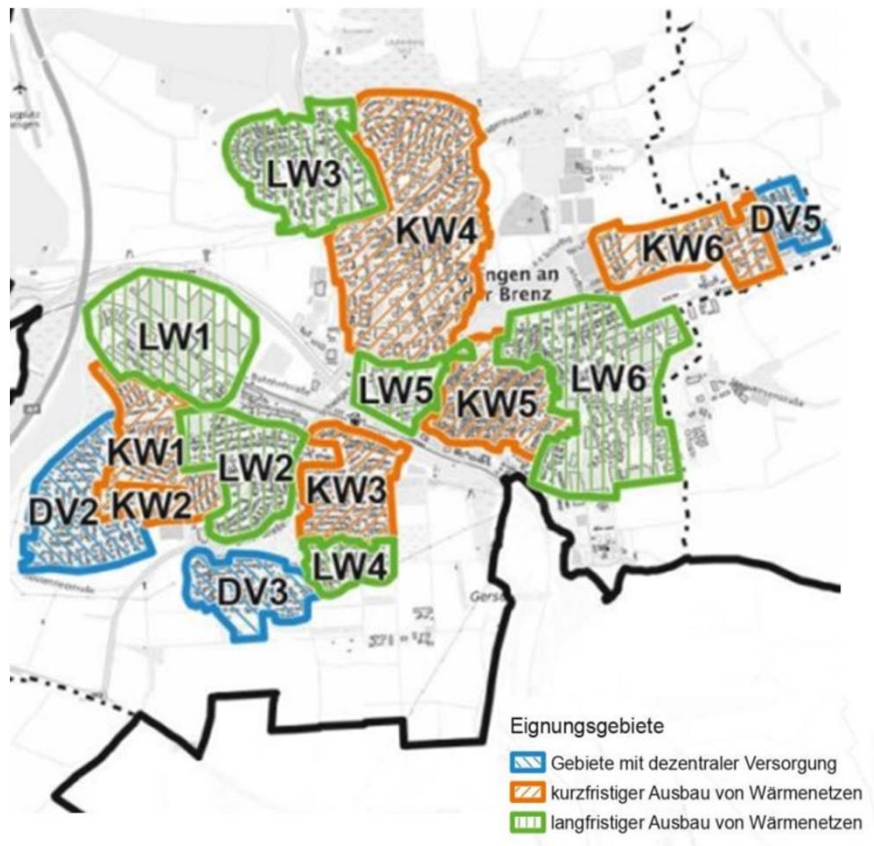 LW3
KW4
DV5
KW6
ngen an
r Brenz
LW1
LW5
LW6
KW5
KW1
LW2
KW3
KW2
DV2
LW4
DV3
Gerse
Eignungsgebiete
Gebiete mit dezentraler Versorgung
kurzfristiger Ausbau von Wärmenetzen
langfristiger Ausbau von Wärmenetzen